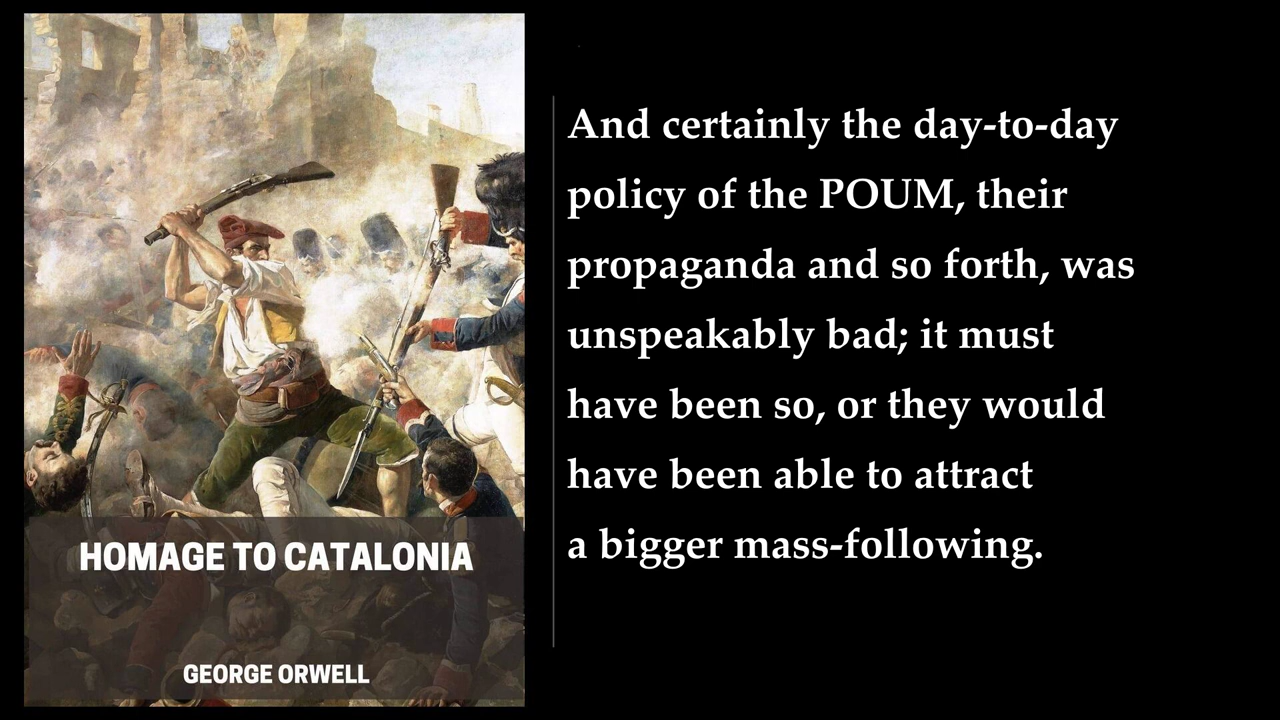 HOMAGE TO CATALONIA
GEORGE ORWELL
And certainly the day-to-day
policy of the POUM, their
propaganda and so forth, was
unspeakably bad; it must
have been so, or they would
have been able to attract
a bigger mass-following.